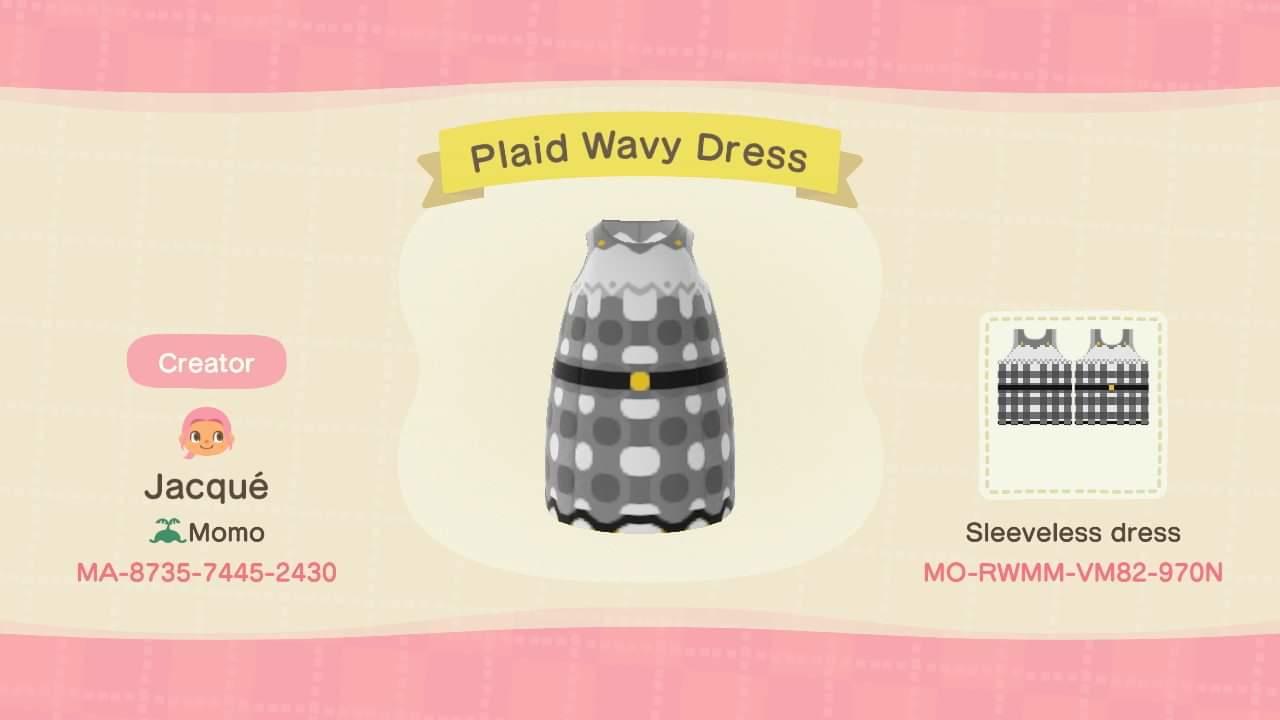 Plaid Wavy Dress
Creator
Jacqué
Momo
MA-8735-7445-2430
Sleeveless dress
MO-RWMM-VM82-970N